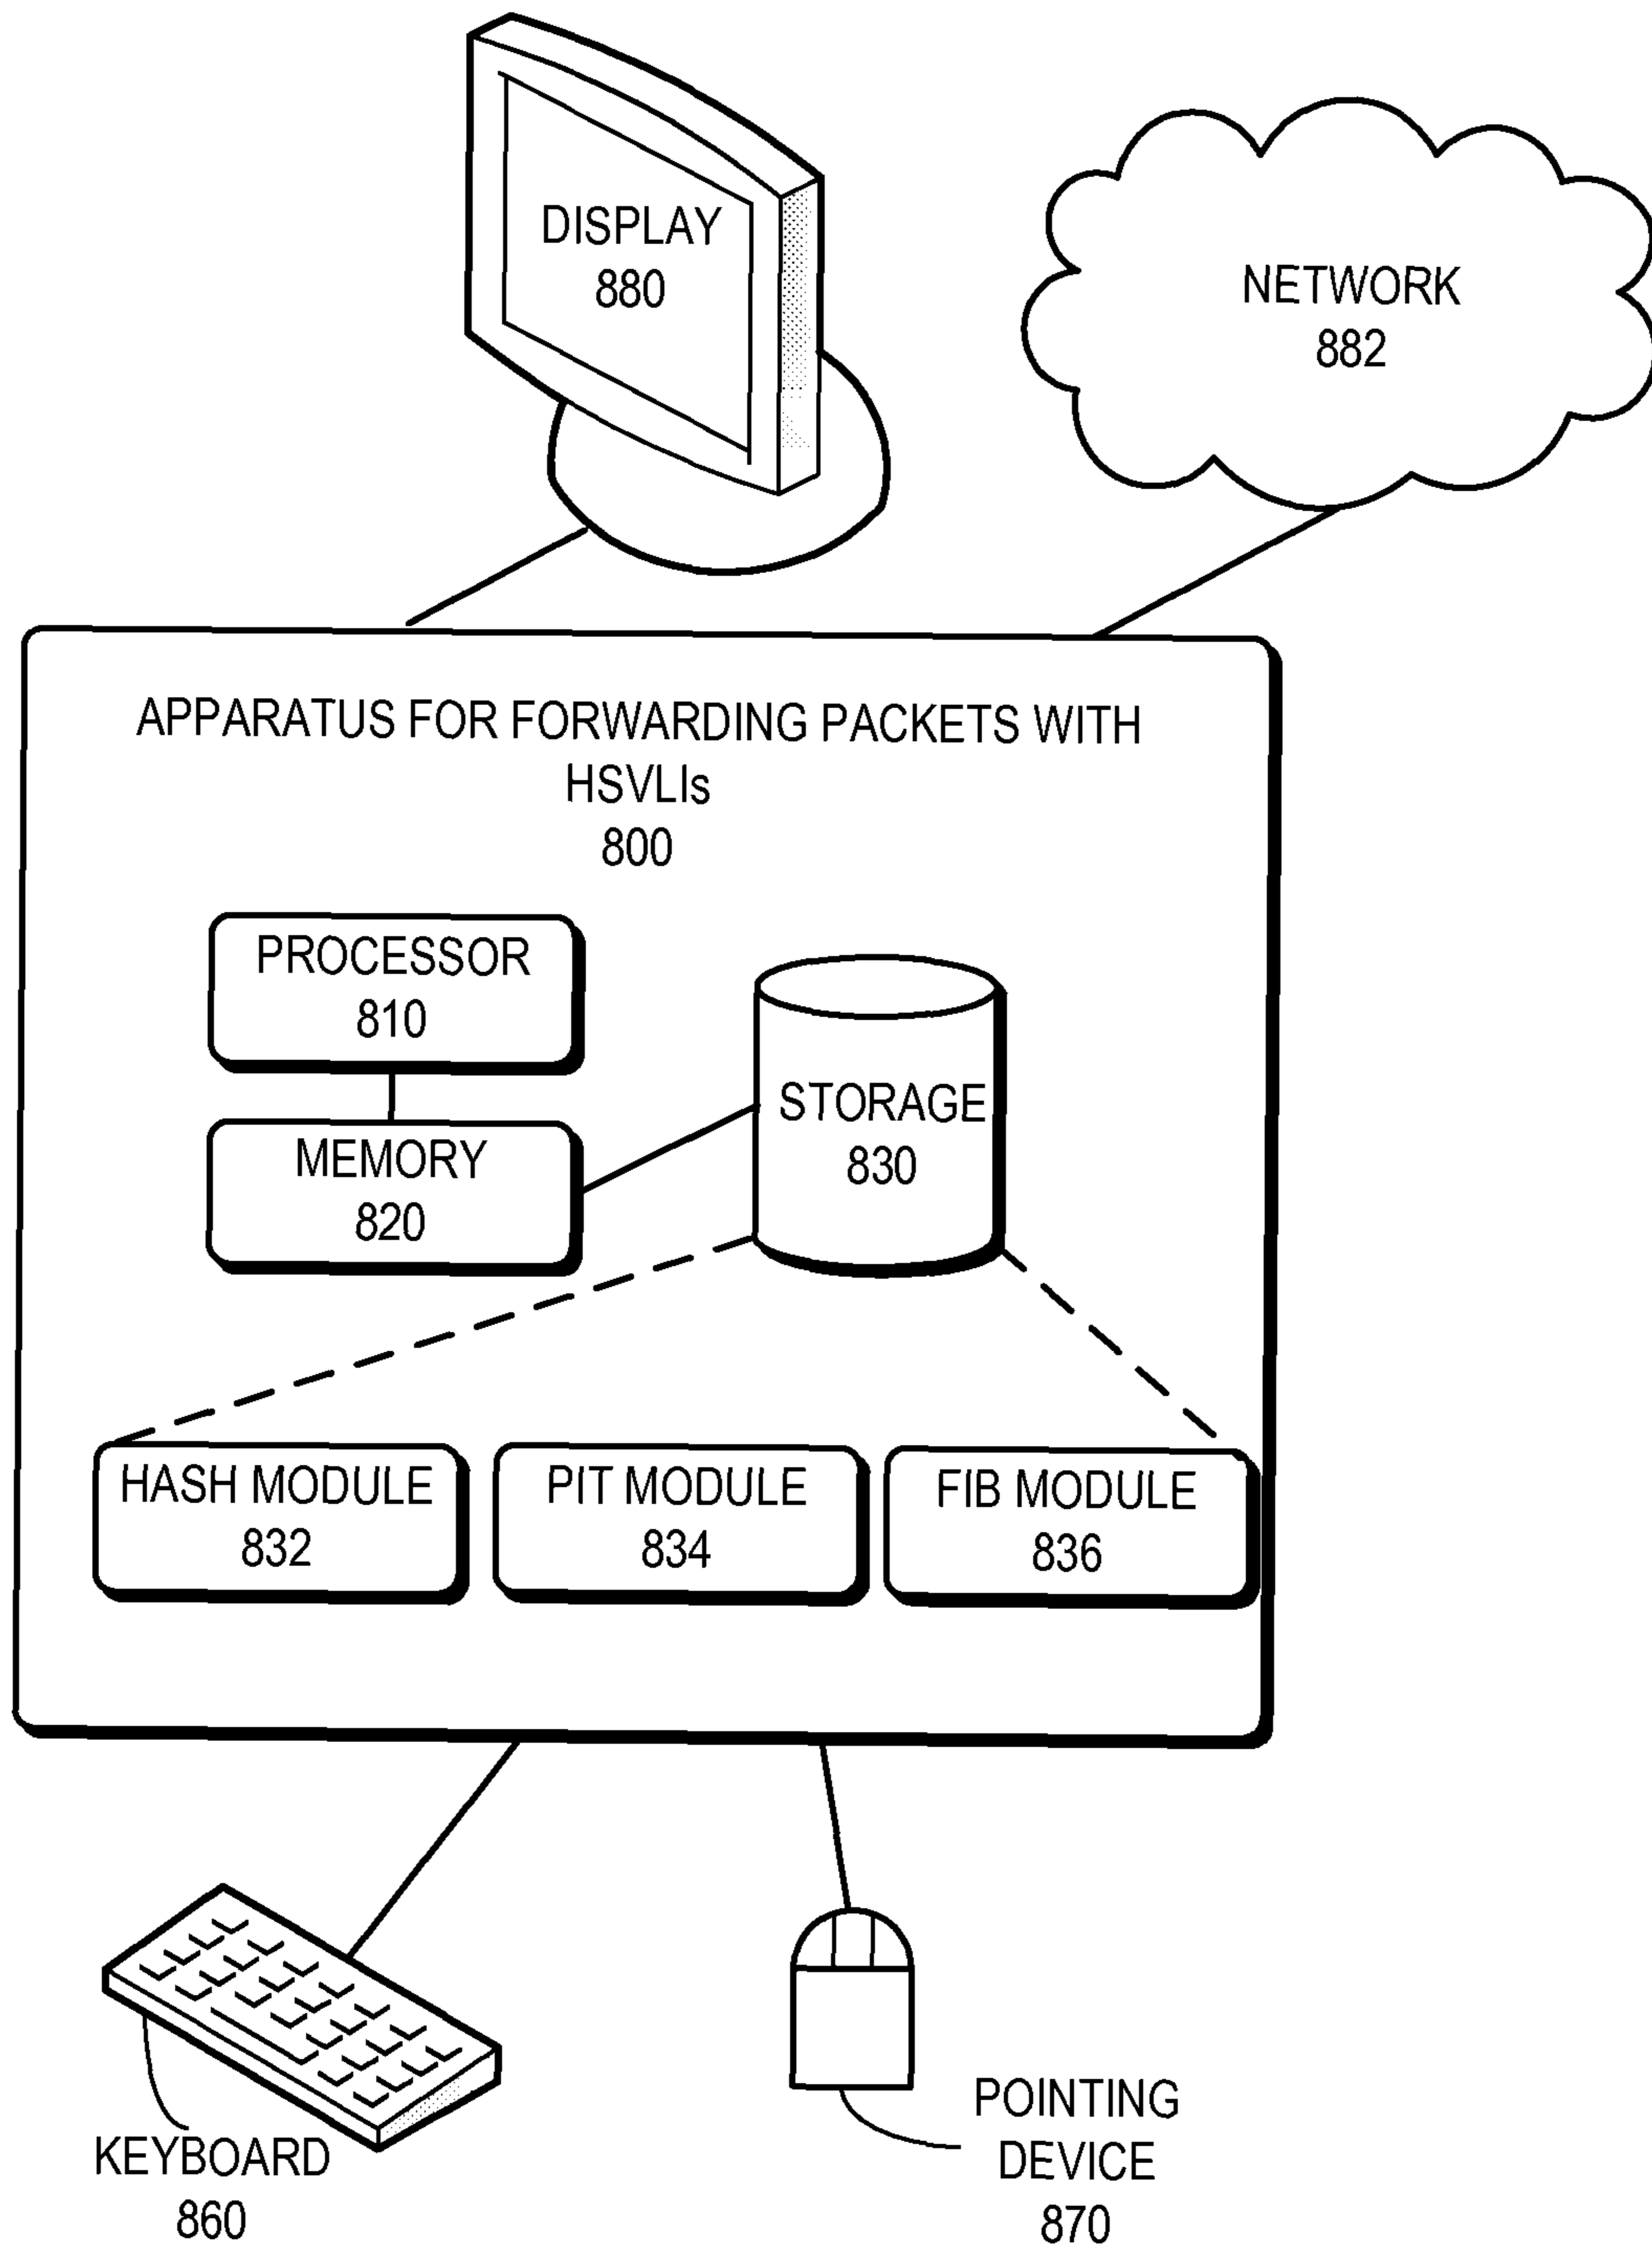 DISPLAY
880
NETWORK
882
APPARATUS FOR FORWARDING PACKETS WITH
HSVLIs
800
PROCESSOR
810
MEMORY
820
STORAGE
830
HASH MODULE
832
PIT MODULE
834
FIB MODULE
836
KEYBOARD
860
POINTING
DEVICE
870